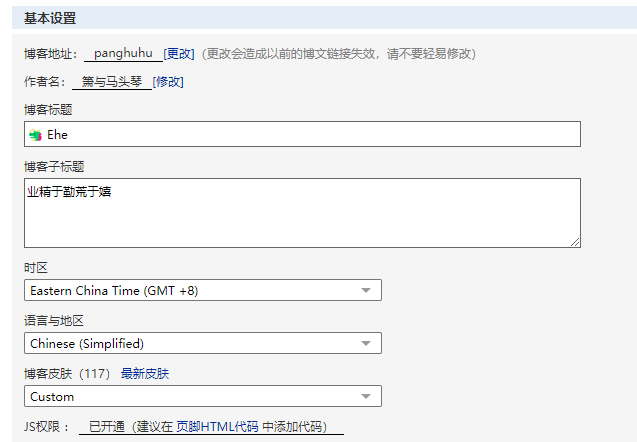 基本设置
博客地址： panghuhu [更改]（更改会造成以前的博文链接失效，请不要轻易修改）
作者名： 箫与马头琴 [修改]
博客标题
Ehe
博客子标题
业精于勤荒于嬉
时区
Eastern China Time (GMT +8)
语言与地区
Chinese (Simplified)
博客皮肤（117） 最新皮肤
Custom
JS权限 ： 已开通（建议在 页脚HTML代码 中添加代码）